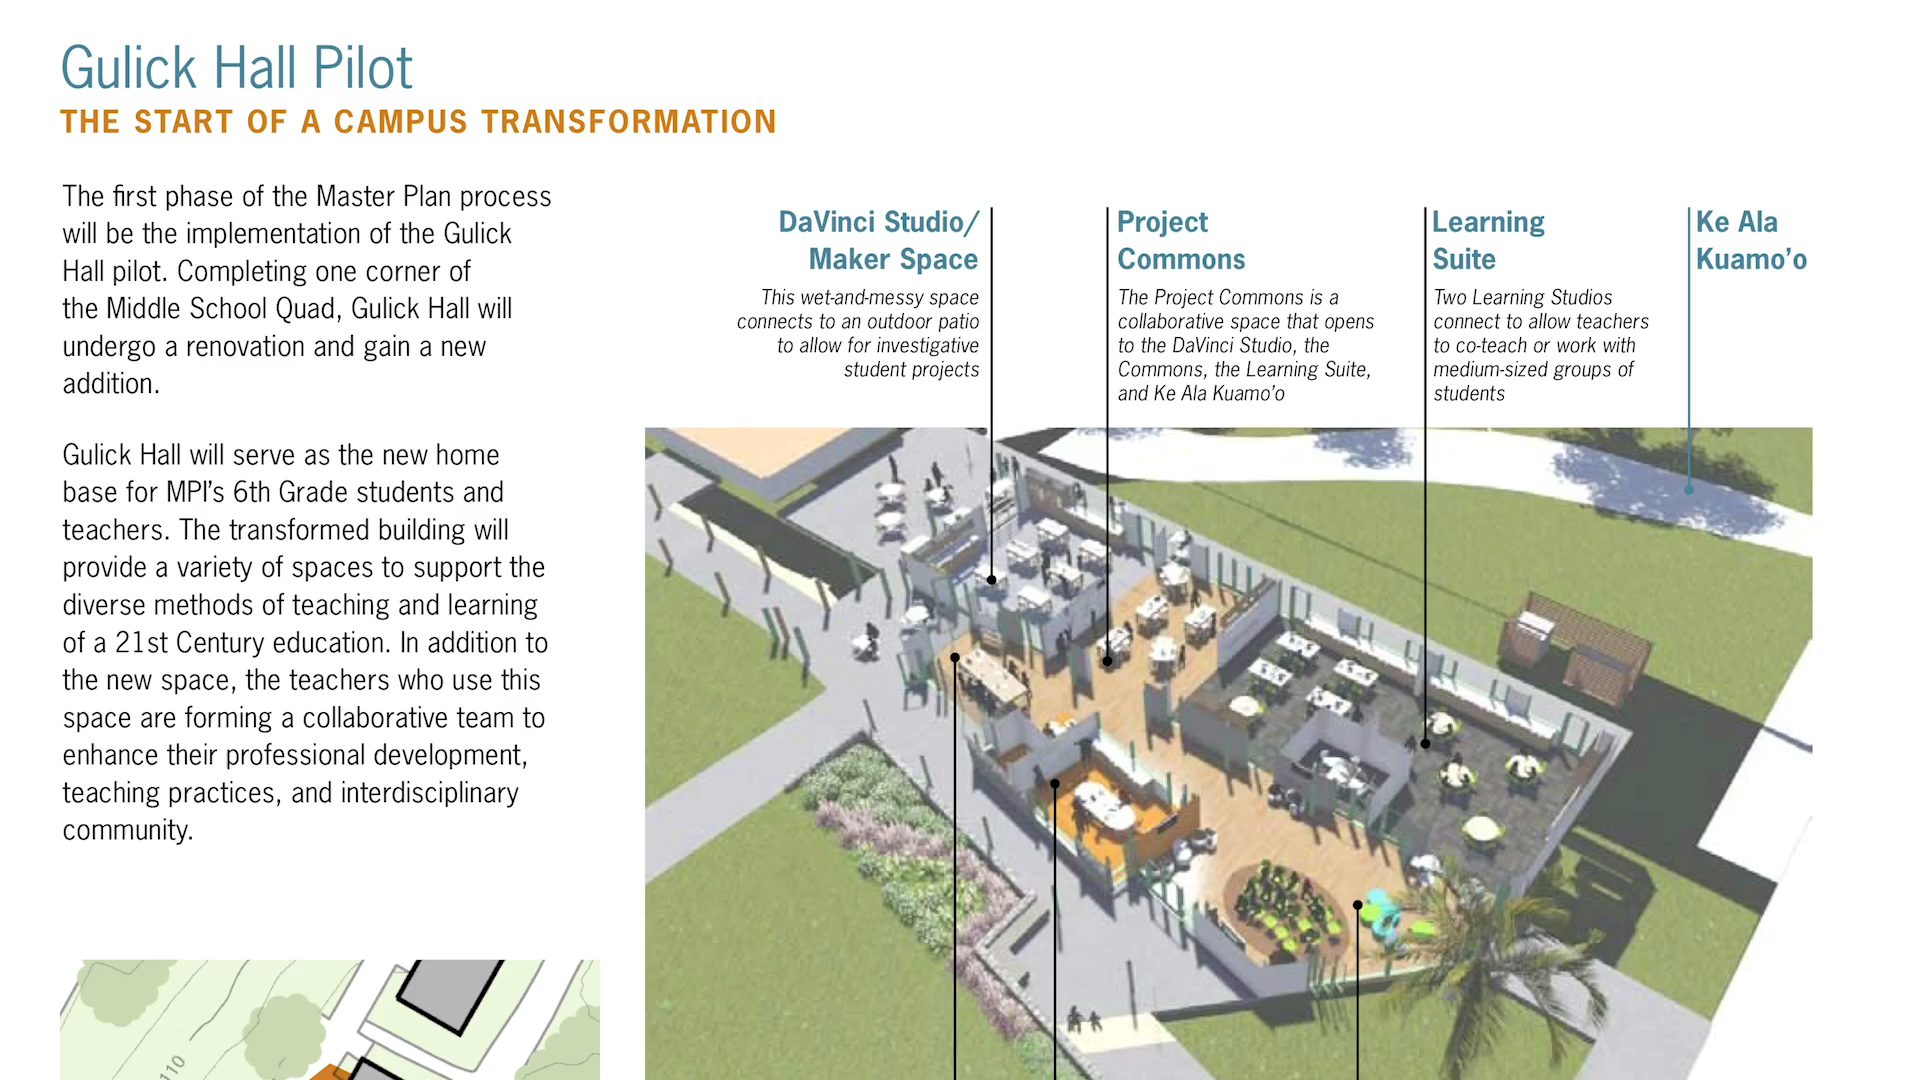 Gulick Hall Pilot
THE START OF A CAMPUS TRANSFORMATION
The first phase of the Master Plan process
will be the implementation of the Gulick
Hall pilot. Completing one corner of
the Middle School Quad, Gulick Hall will
undergo a renovation and gain a new
addition.
Gulick Hall will serve as the new home
base for MPI's 6th Grade students and
teachers. The transformed building will
provide a variety of spaces to support the
diverse methods of teaching and learning
of a 21st Century education. In addition to
the new space, the teachers who use this
space are forming a collaborative team to
enhance their professional development,
teaching practices, and interdisciplinary
community.
DaVinci Studio/
Maker Space
This wet-and-messy space
connects to an outdoor patio
to allow for investigative
student projects
Project
Commons
The Project Commons is a
collaborative space that opens
to the DaVinci Studio, the
Commons, the Learning Suite,
and Ke Ala Kuamo'o
Learning
Suite
Two Learning Studios
connect to allow teachers
to co-teach or work with
medium-sized groups of
students
Ke Ala
Kuamo'o
110